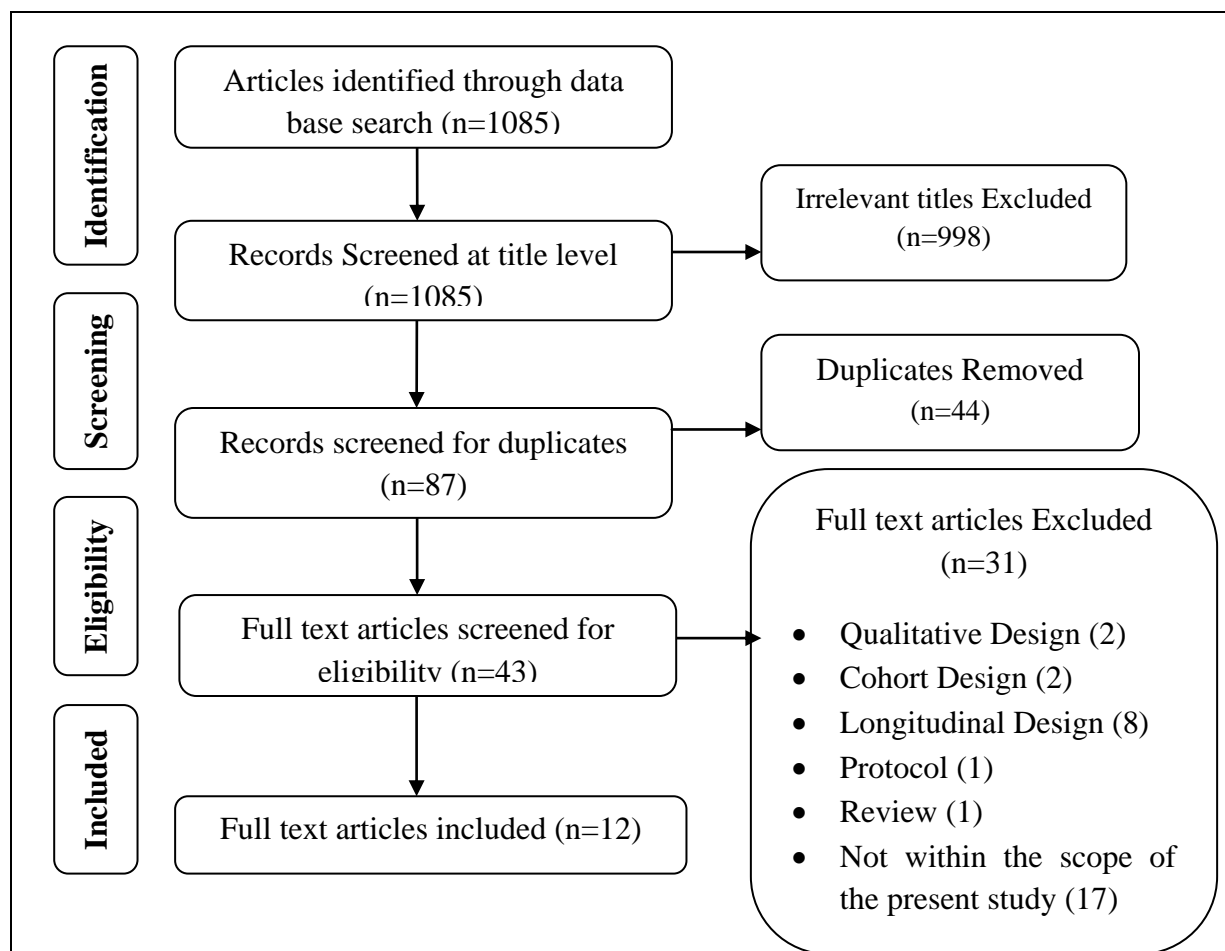 Identification
Articles identified through data
base search (n=1085)
Irrelevant titles Excluded
(n=998)
Records Screened at title level
(n=1085)
Screening
Duplicates Removed
(n=44)
Records screened for duplicates
(n=87)
Eligibility
Full text articles Excluded
(n=31)
• Qualitative Design (2)
• Cohort Design (2)
• Longitudinal Design (8)
• Protocol (1)
• Review (1)
• Not within the scope of
the present study (17)
Full text articles screened for
eligibility (n=43)
Included
Full text articles included (n=12)